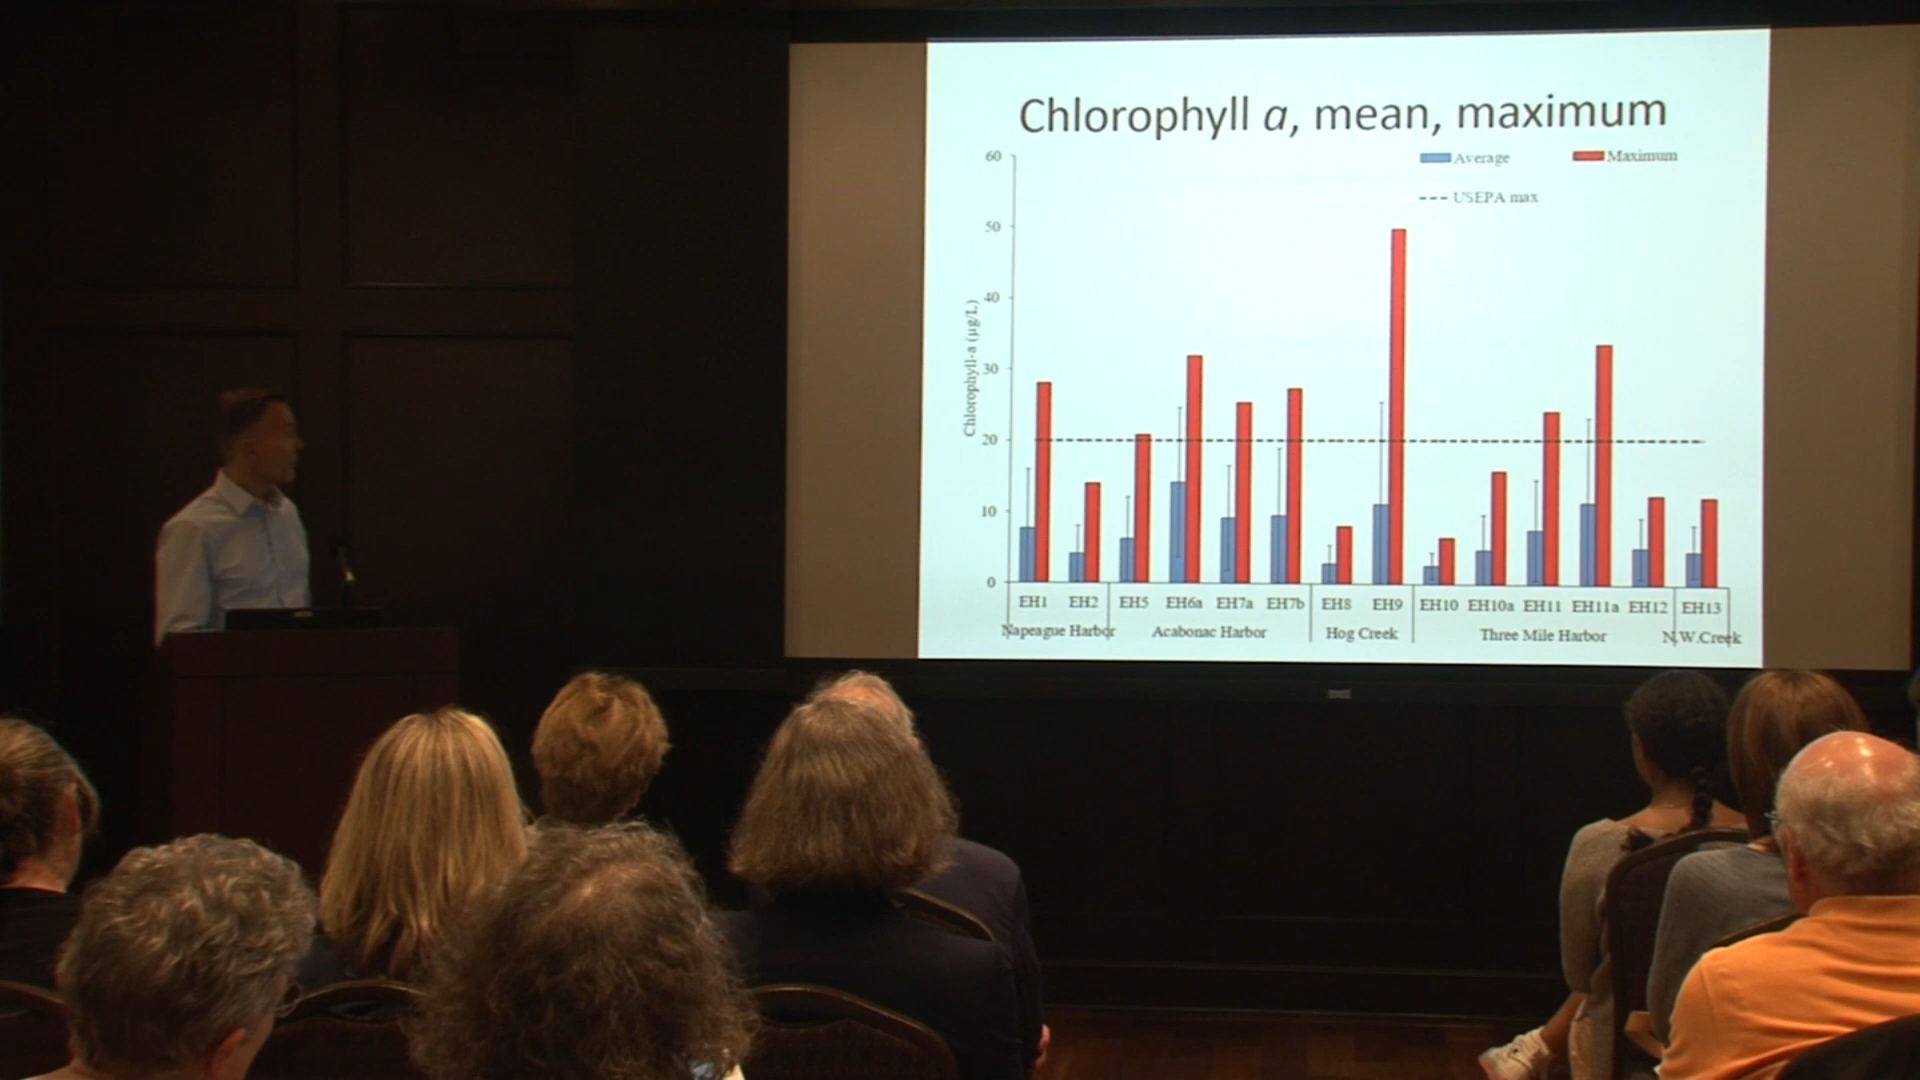 Chlorophyll a, mean, maximum
Average
Maximum
USEPA max
Chlorophyll-a (µg/L)
60
50
40
30
20
10
0
EH1 EH2 EH5 EH6a EH7a EH7b EH8 EH9 EH10 EH10a EH11 EH11a EH12 EH13
Napeague Harbor Acabonac Harbor Hog Creek Three Mile Harbor N.W.Creek